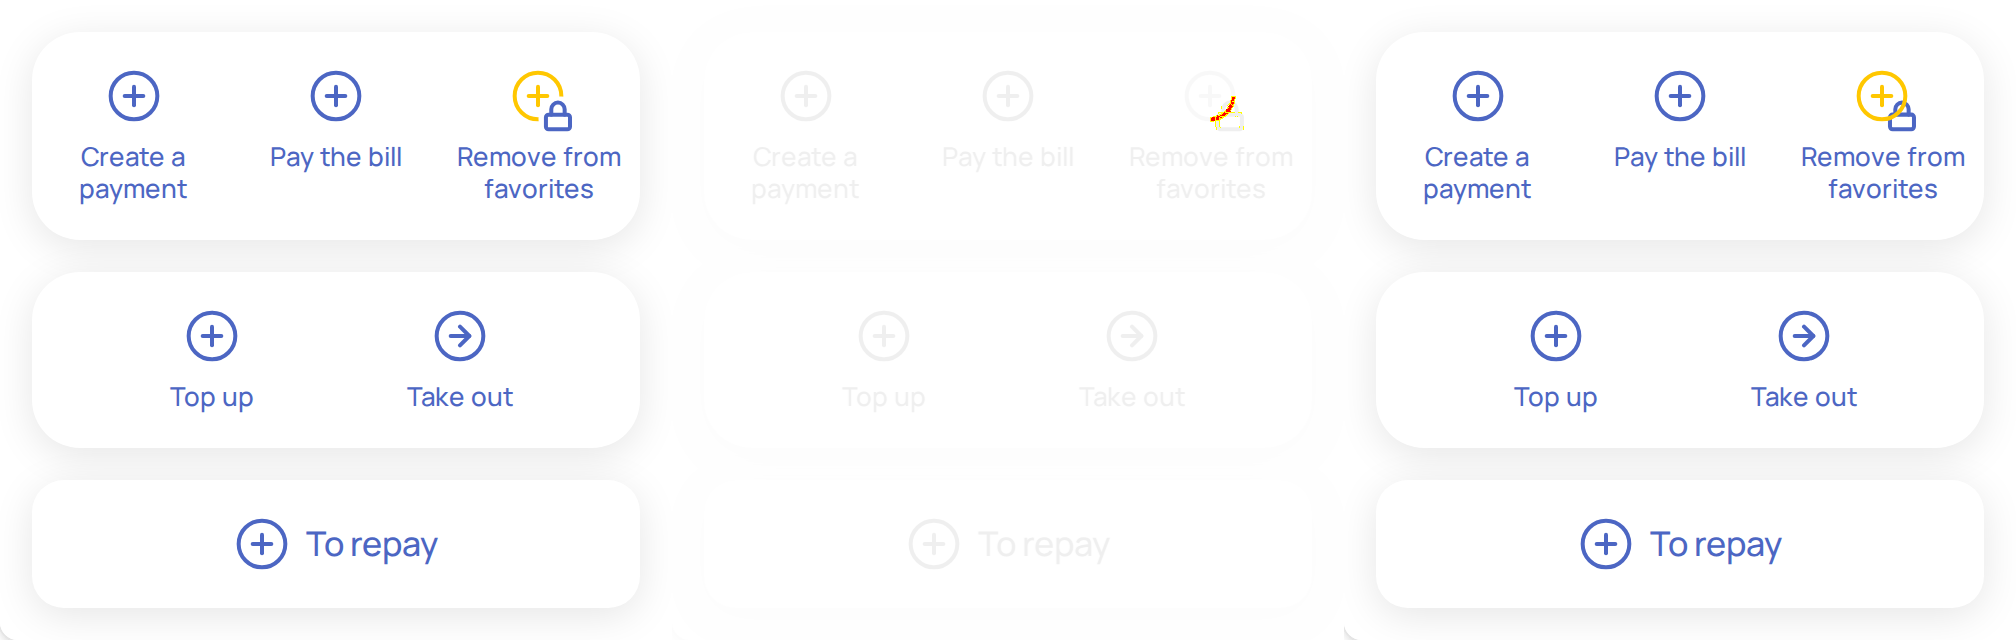 Create a
payment
Pay the bill
Remove from
favorites
Top up
Take out
To repay
Create a
payment
Pay the bill
Remove from
favorites
Top up
Take out
To repay
Create a
payment
Pay the bill
Remove from
favorites
Top up
Take out
To repay